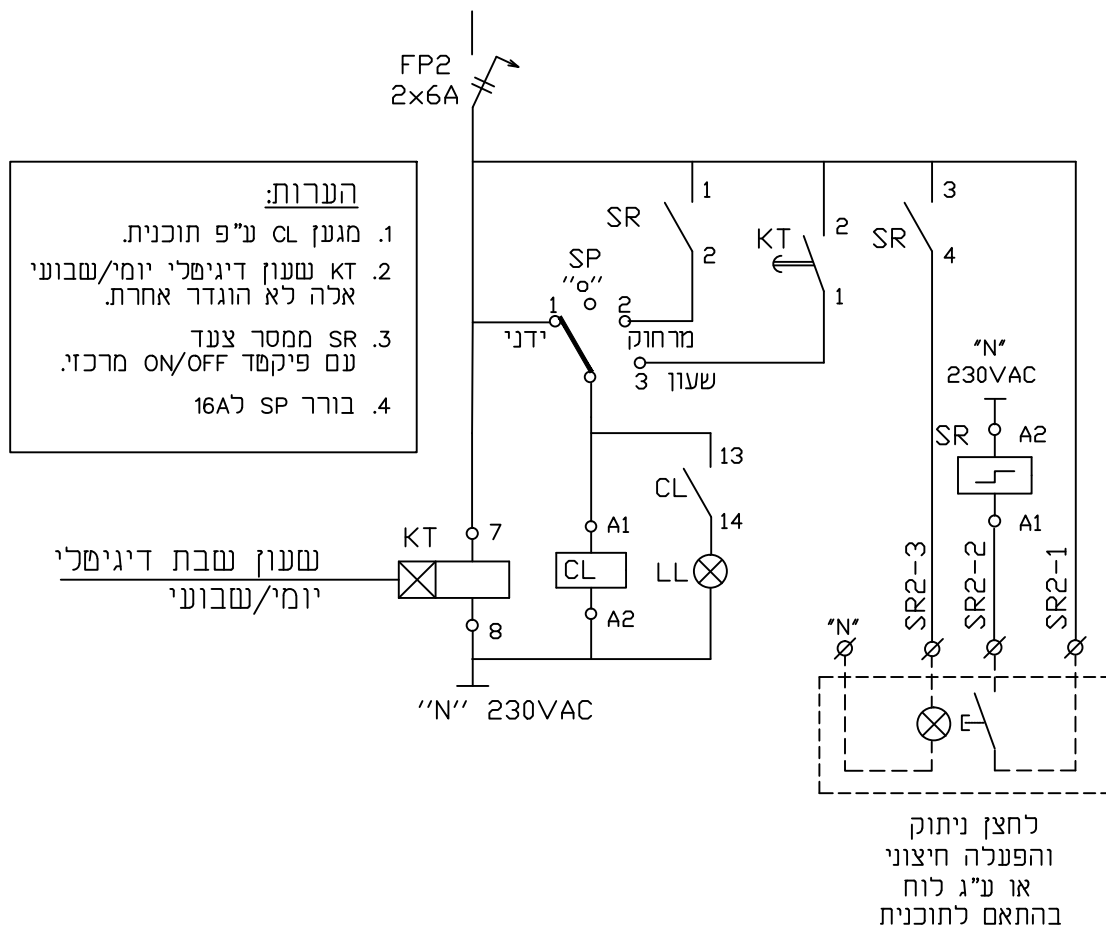 FP2
2x6A
הערות:
1. מגען CL ע"פ תוכנית.
2. KT שעון דיגיטלי יומי/שבועי
אלה לא הוגדר אחרת.
3. SR ממסר צעד
עם פיקטד ON/OFF מרכזי.
4. בורר SP ל16A
SR
1
2
KT
2
1
SR
3
4
SP
"0"
1
2
ידני
מרחוק
3
שעון
"N"
230VAC
SR
A2
A1
13
CL
14
KT
7
A1
CL
LL
A2
8
שעון שבת דיגיטלי
יומי/שבועי
"N" 230VAC
"N"
SR2-3
SR2-2
SR2-1
לחצן ניתוק
והפעלה חיצוני
או ע"ג לוח
בהתאם לתוכנית